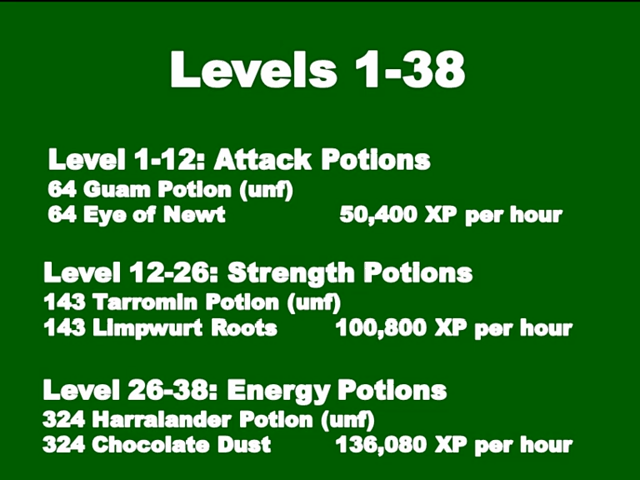 Levels 1-38
Level 1-12: Attack Potions
64 Guam Potion (unf)
64 Eye of Newt 50,400 XP per hour
Level 12-26: Strength Potions
143 Tarromin Potion (unf)
143 Limpwurt Roots 100,800 XP per hour
Level 26-38: Energy Potions
324 Harralander Potion (unf)
324 Chocolate Dust 136,080 XP per hour